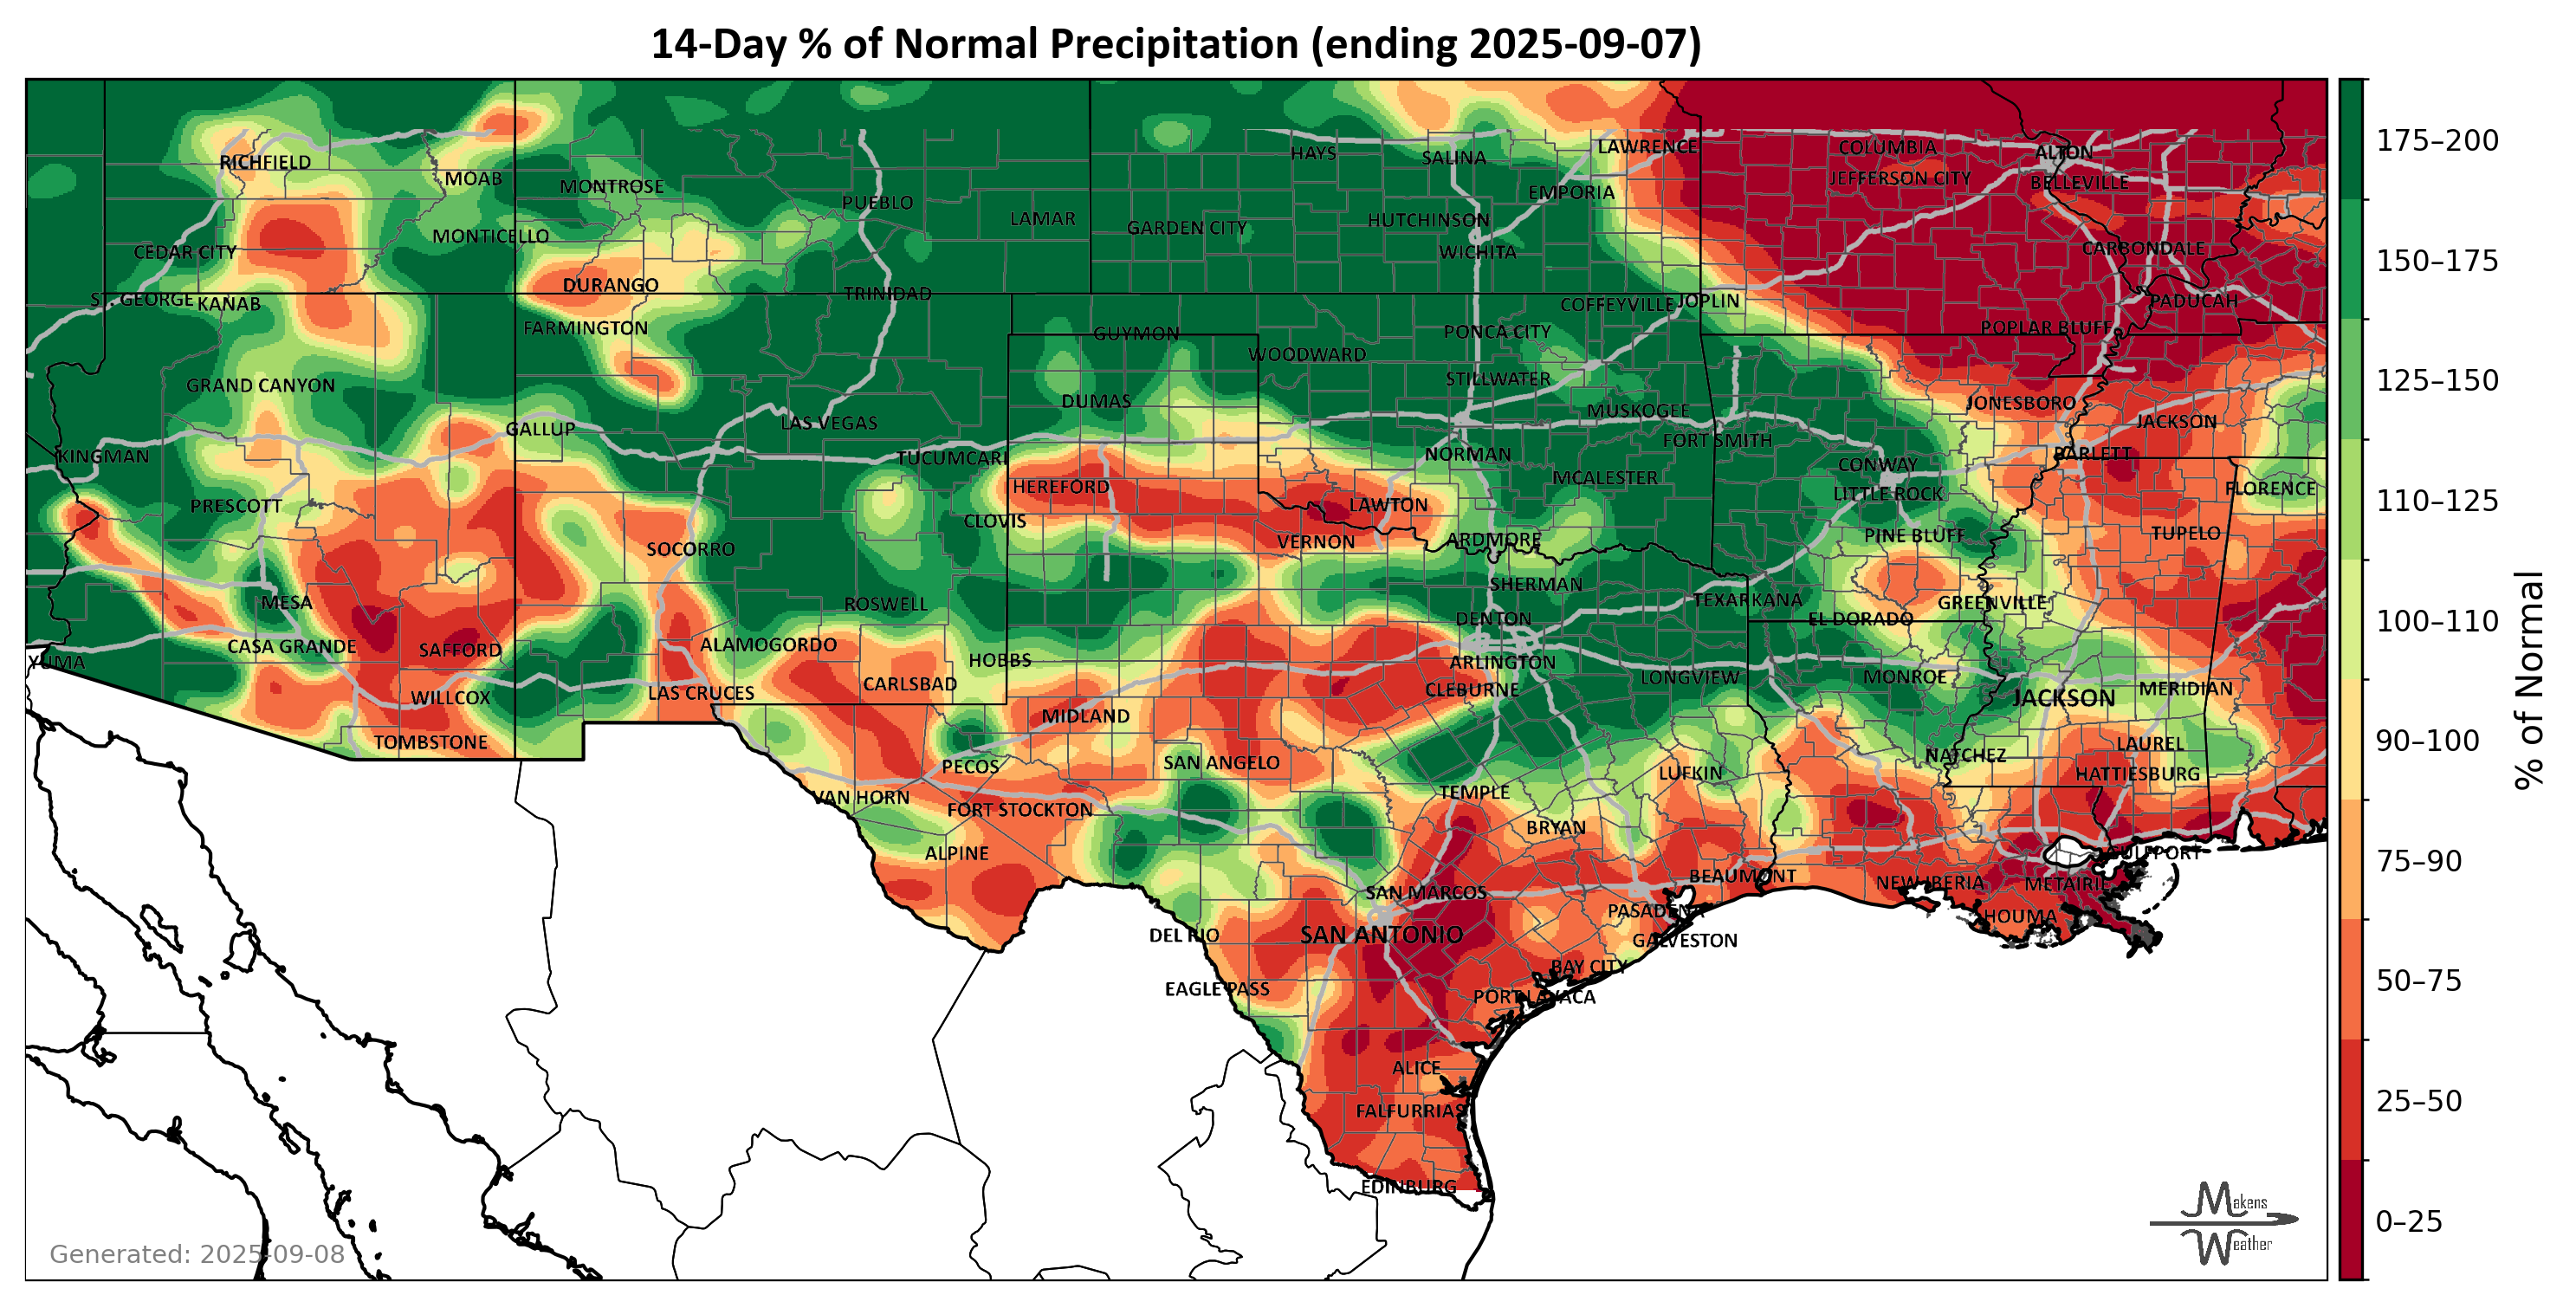 14-Day % of Normal Precipitation (ending 2025-09-07)
RICHFIELD
MOAB
MONTROSE
PUEBLO
LAMAR
HAYS
SALINA
LAWRENCE
COLUMBIA
ALTON
JEFFERSON CITY
BELLEVILLE
EMPORIA
GARDEN CITY
HUTCHINSON
WICHITA
CEDAR CITY
MONTICELLO
CARBONDALE
DURANGO
TRINIDAD
ST. GEORGE
KANAB
COFFEYVILLE
JOPLIN
PADUCAH
FARMINGTON
GUYMON
PONCA CITY
POPLAR BLUFF
WOODWARD
GRAND CANYON
DUMAS
STILLWATER
MUSKOGEE
JONESBORO
JACKSON
GALLUP
LAS VEGAS
FORT SMITH
KINGMAN
TUCUMCARI
NORMAN
BARLETT
CONWAY
PRESCOTT
HEREFORD
LAWTON
MCALESTER
LITTLE ROCK
FLORENCE
CLOVIS
VERNON
ARDMORE
PINE BLUFF
TUPELO
SOCORRO
SHERMAN
MESA
ROSWELL
DENTON
TEXARKANA
EL DORADO
GREENVILLE
CASA GRANDE
SAFFORD
ALAMOGORDO
HOBBS
ARLINGTON
YUMA
WILLCOX
LAS CRUCES
CARLSBAD
CLEBURNE
LONGVIEW
MONROE
JACKSON
MERIDIAN
TOMBSTONE
MIDLAND
PECOS
SAN ANGELO
NATCHEZ
LAUREL
LUFKIN
HATTIESBURG
VAN HORN
FORT STOCKTON
TEMPLE
BRYAN
ALPINE
GULFPORT
SAN MARCOS
BEAUMONT
NEW IBERIA
METAIRIE
PASADENA
HOUMA
DEL RIO
SAN ANTONIO
GALVESTON
EAGLE PASS
BAY CITY
PORT LAVACA
ALICE
FALFURRIAS
EDINBURG
Generated: 2025-09-08
Makens
Weather
175–200
150–175
125–150
110–125
100–110
90–100
75–90
50–75
25–50
0–25
% of Normal